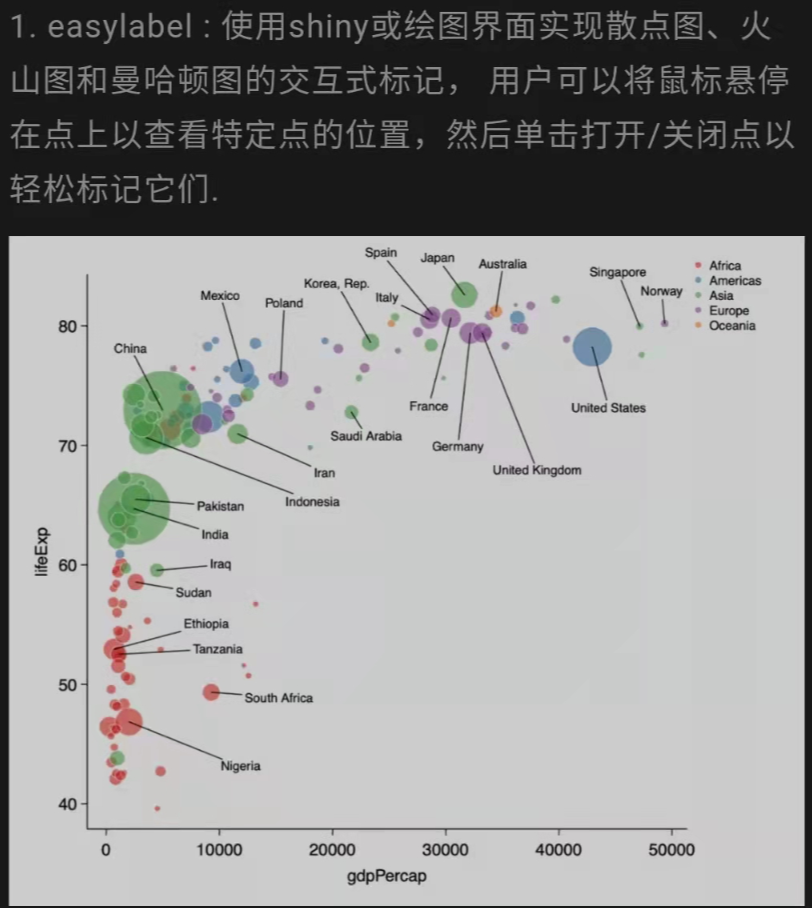 1. easylabel : 使用shiny或绘图界面实现散点图、火
山图和曼哈顿图的交互式标记， 用户可以将鼠标悬停
在点上以查看特定点的位置，然后单击打开/关闭点以
轻松标记它们.
Spain
Japan
Australia
Africa
Singapore
Americas
Korea, Rep.
Asia
Mexico
Poland
Italy
Norway
Europe
Oceania
80
China
France
United States
Saudi Arabia
70
Germany
Iran
United Kingdom
Indonesia
Pakistan
India
lifeExp
60
Iraq
Sudan
Ethiopia
Tanzania
50
South Africa
Nigeria
40
0
10000
20000
30000
40000
50000
gdpPercap